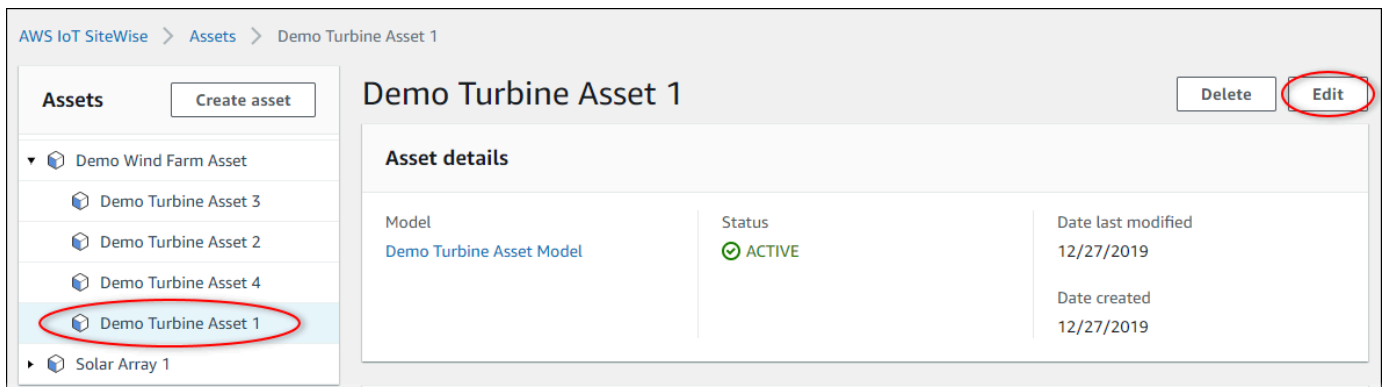 AWS IoT SiteWise > Assets > Demo Turbine Asset 1
Assets
Create asset
Demo Wind Farm Asset
Demo Turbine Asset 3
Demo Turbine Asset 2
Demo Turbine Asset 4
Demo Turbine Asset 1
Solar Array 1
Demo Turbine Asset 1
Delete
Edit
Asset details
Model
Demo Turbine Asset Model
Status
ACTIVE
Date last modified
12/27/2019
Date created
12/27/2019